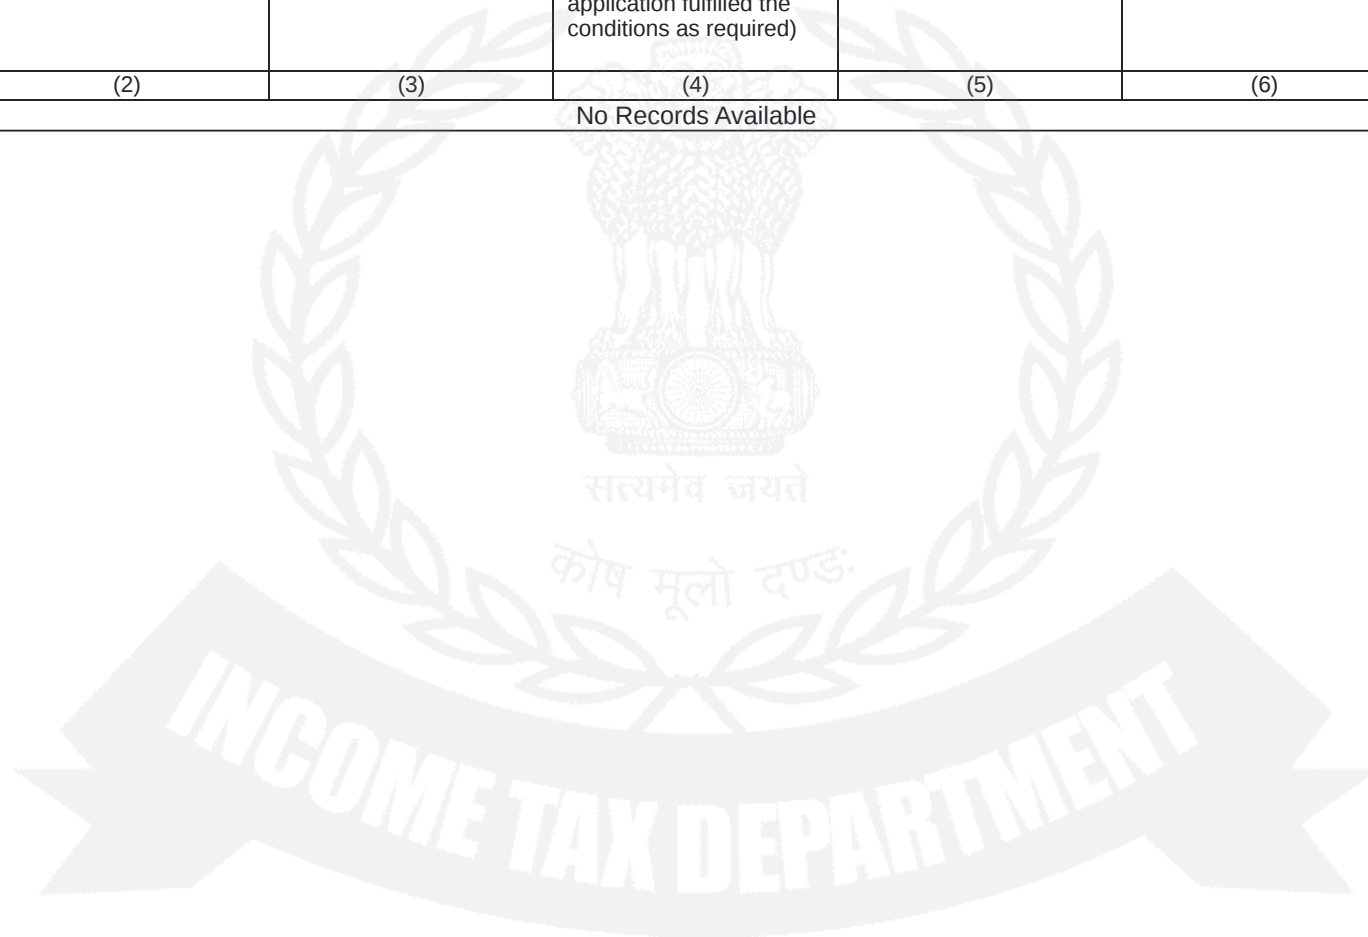 application fulfilled the
conditions as required)
(2) (3) (4) (5) (6)
No Records Available
सत्यमेव जयते
कोष मूलो दण्डः
INCOME TAX DEPARTMENT